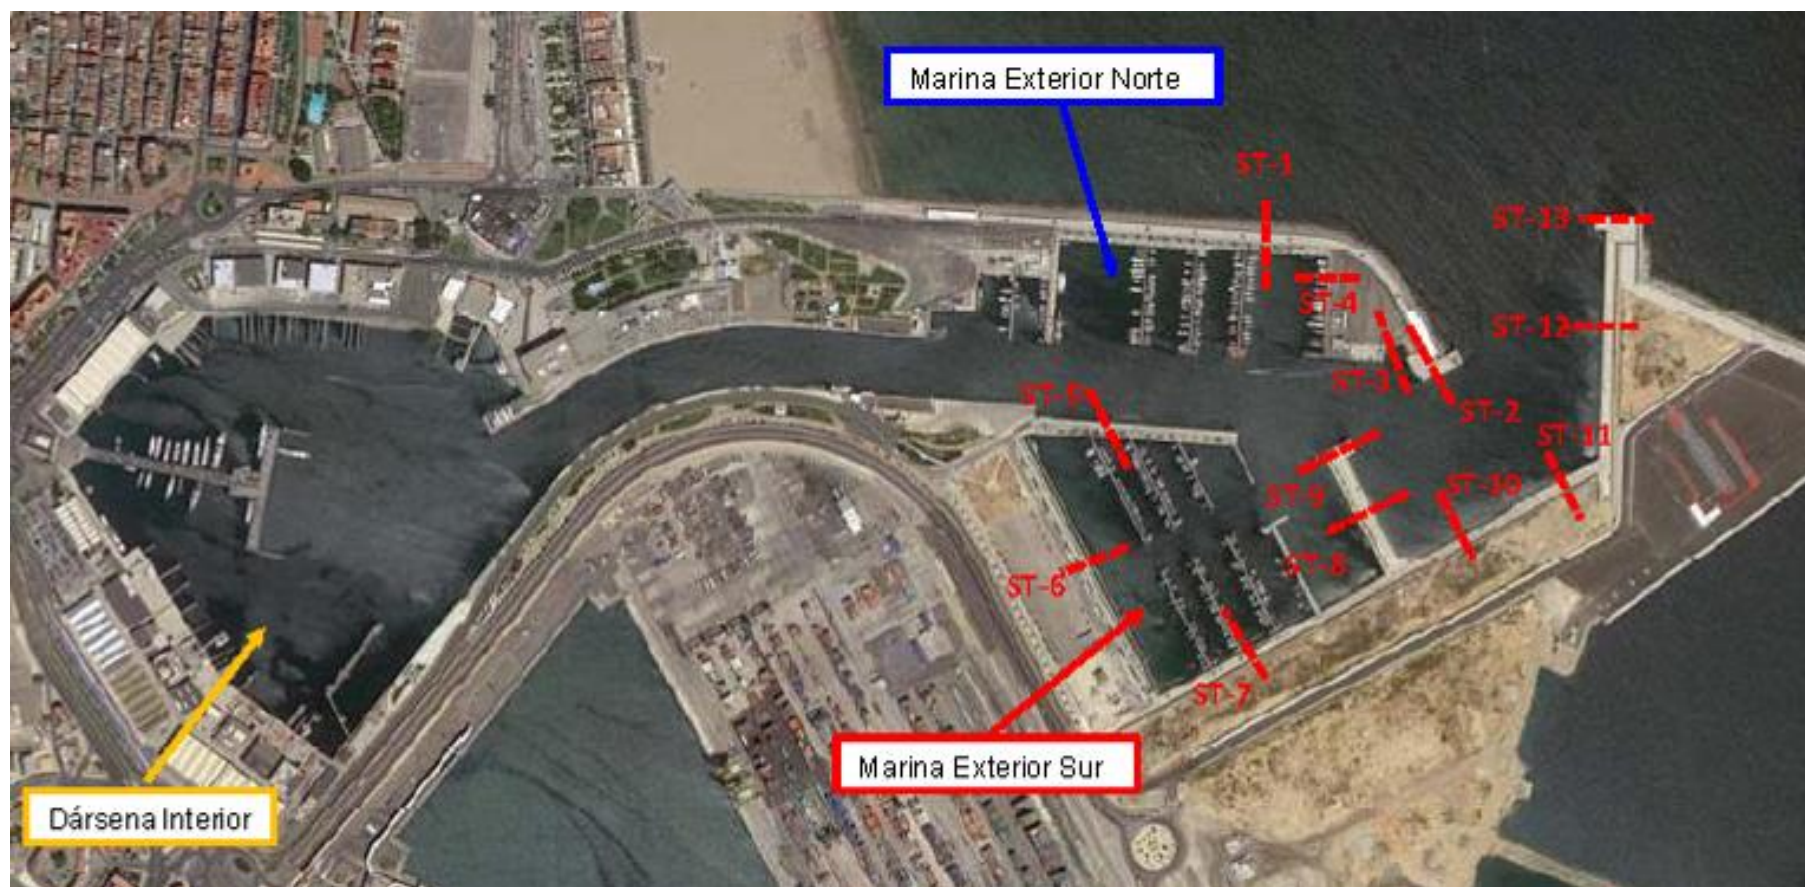 Marina Exterior Norte
ST-1
ST-13
ST-4
ST-12
ST-3
ST-5
ST-2
ST-11
ST-9
ST-10
ST-8
ST-6
ST-7
Marina Exterior Sur
Dársena Interior